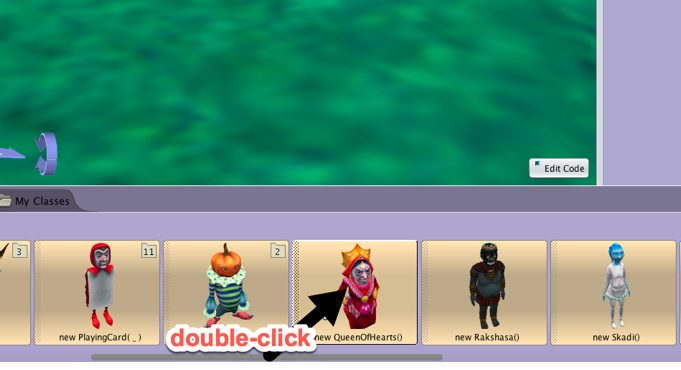 Edit Code
My Classes
3
11
2
new PlayingCard( ⎵ )
double-click
new QueenOfHearts()
new Rakshasa()
new Skadi()